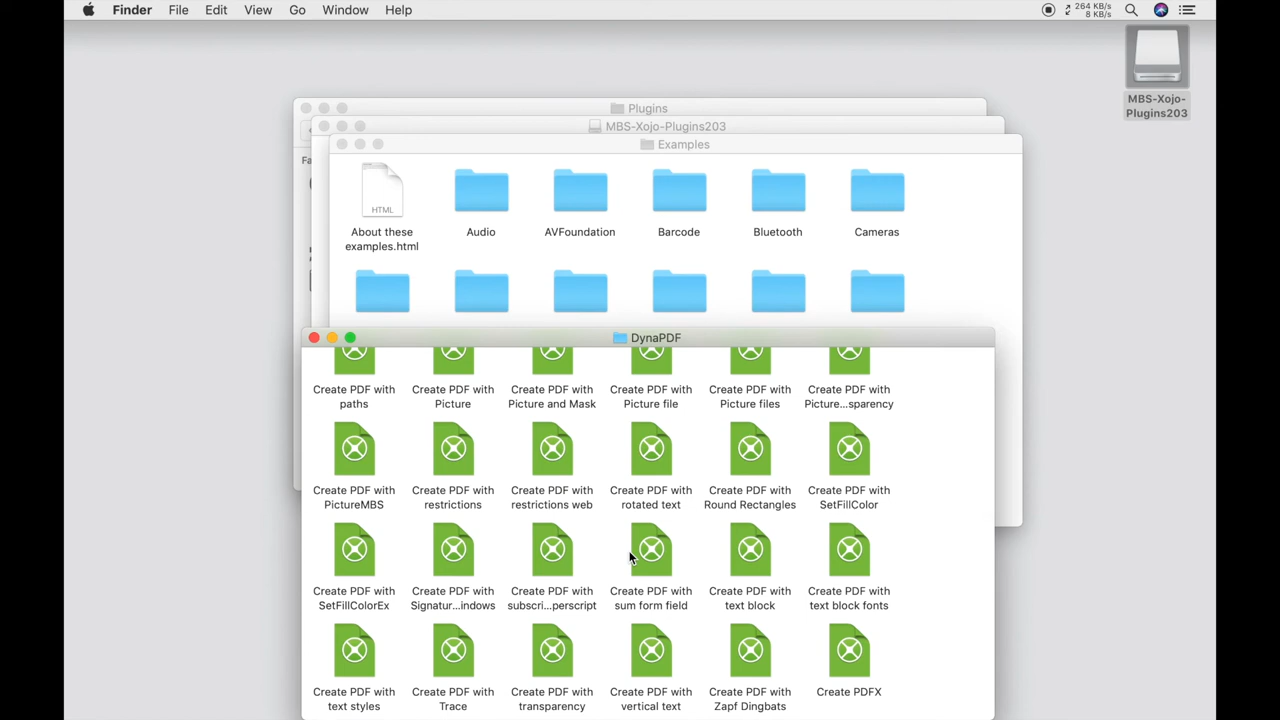 Finder File Edit View Go Window Help 264 KB/s
8 KB/s
MBS-Xojo-
Plugins203
Plugins
MBS-Xojo-Plugins203
Examples
Fa
HTML
About these
examples.html
Audio
AVFoundation
Barcode
Bluetooth
Cameras
DynaPDF
Create PDF with
paths
Create PDF with
Picture
Create PDF with
Picture and Mask
Create PDF with
Picture file
Create PDF with
Picture files
Create PDF with
Picture...sparency
Create PDF with
PictureMBS
Create PDF with
restrictions
Create PDF with
restrictions web
Create PDF with
rotated text
Create PDF with
Round Rectangles
Create PDF with
SetFillColor
Create PDF with
SetFillColorEx
Create PDF with
Signatur...indows
Create PDF with
subscri...perscript
Create PDF with
sum form field
Create PDF with
text block
Create PDF with
text block fonts
Create PDF with
text styles
Create PDF with
Trace
Create PDF with
transparency
Create PDF with
vertical text
Create PDF with
Zapf Dingbats
Create PDFX